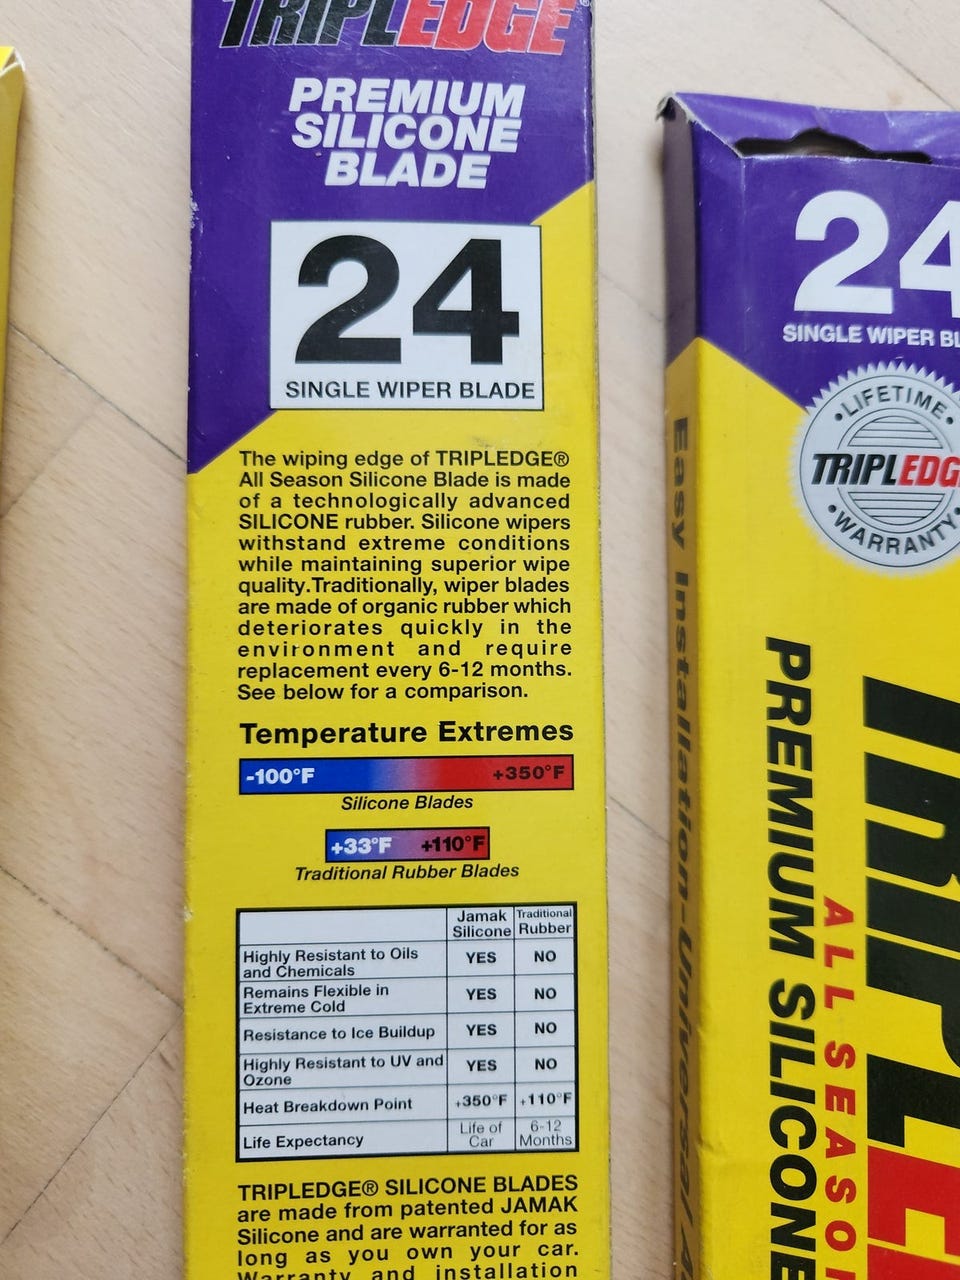 TRIPLEDGE®
PREMIUM
SILICONE
BLADE
24
SINGLE WIPER BLADE
The wiping edge of TRIPLEDGE®
All Season Silicone Blade is made
of a technologically advanced
SILICONE rubber. Silicone wipers
withstand extreme conditions
while maintaining superior wipe
quality.Traditionally, wiper blades
are made of organic rubber which
deteriorates quickly in the
environment and require
replacement every 6-12 months.
See below for a comparison.
Temperature Extremes
-100°F +350°F
Silicone Blades
+33°F +110°F
Traditional Rubber Blades
Jamak Silicone Traditional Rubber
Highly Resistant to Oils and Chemicals YES NO
Remains Flexible in Extreme Cold YES NO
Resistance to Ice Buildup YES NO
Highly Resistant to UV and Ozone YES NO
Heat Breakdown Point +350°F +110°F
Life Expectancy Life of Car 6-12 Months
TRIPLEDGE® SILICONE BLADES
are made from patented JAMAK
Silicone and are warranted for as
long as you own your car.
Warranty and installation
24
SINGLE WIPER BL
LIFETIME
TRIPLEDGE
WARRANTY
Easy Installation-Universal
PREMIUM SILICONE
ALL SEASON
TRIPLE